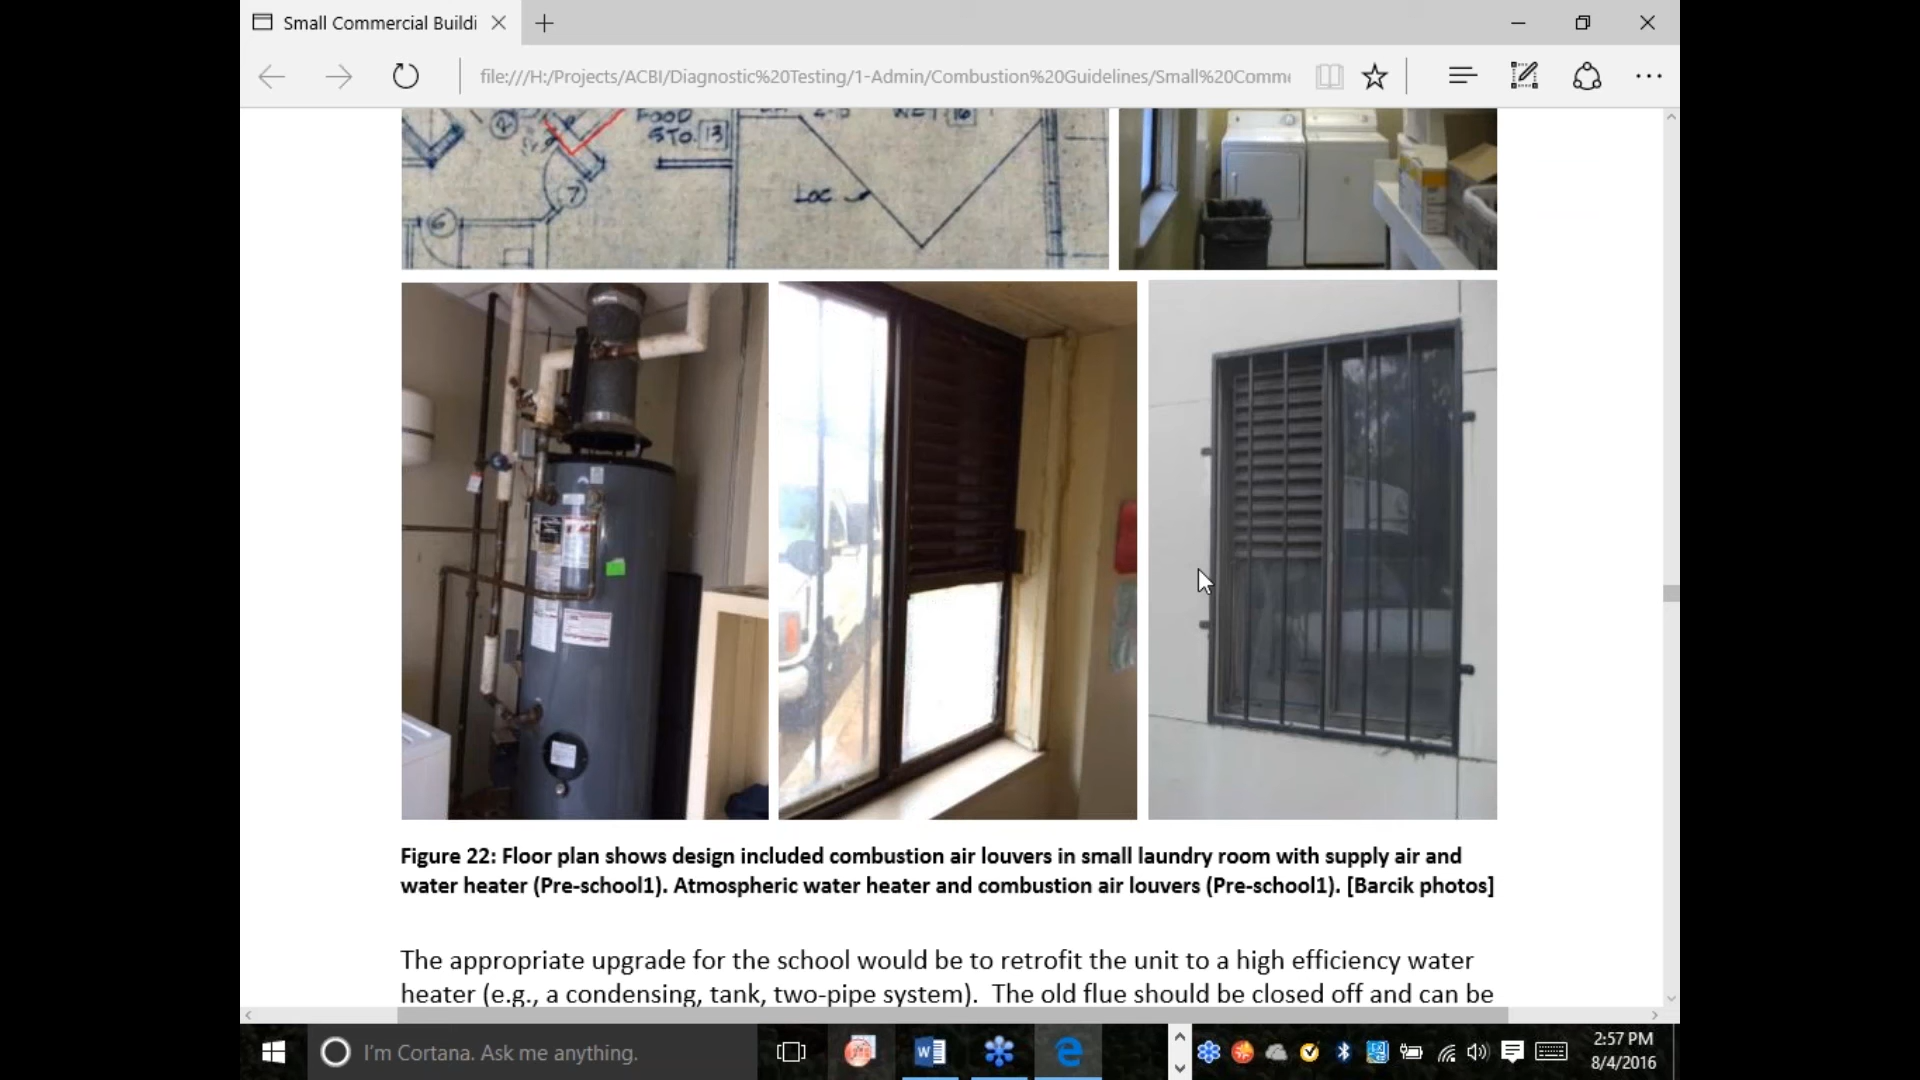 Small Commercial Buildi
file:///H:/Projects/ACBI/Diagnostic%20Testing/1-Admin/Combustion%20Guidelines/Small%20Comme
FOOD
STO. 13
7
6
LOC
Figure 22: Floor plan shows design included combustion air louvers in small laundry room with supply air and
water heater (Pre-school1). Atmospheric water heater and combustion air louvers (Pre-school1). [Barcik photos]
The appropriate upgrade for the school would be to retrofit the unit to a high efficiency water
heater (e.g., a condensing, tank, two-pipe system). The old flue should be closed off and can be
I'm Cortana. Ask me anything.
2:57 PM
8/4/2016